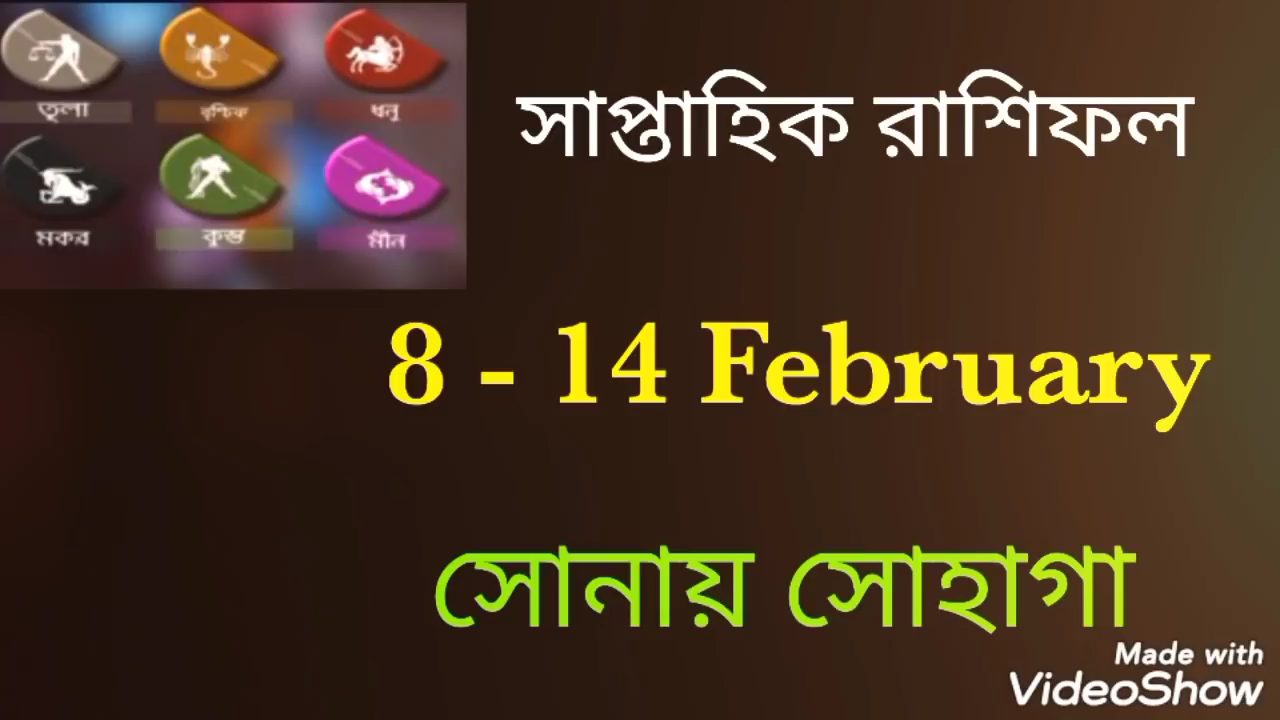 তুলা বৃশ্চিক ধনু
মকর কুম্ভ মীন
সাপ্তাহিক রাশিফল
8 - 14 February
সোনায় সোহাগা
Made with
VideoShow